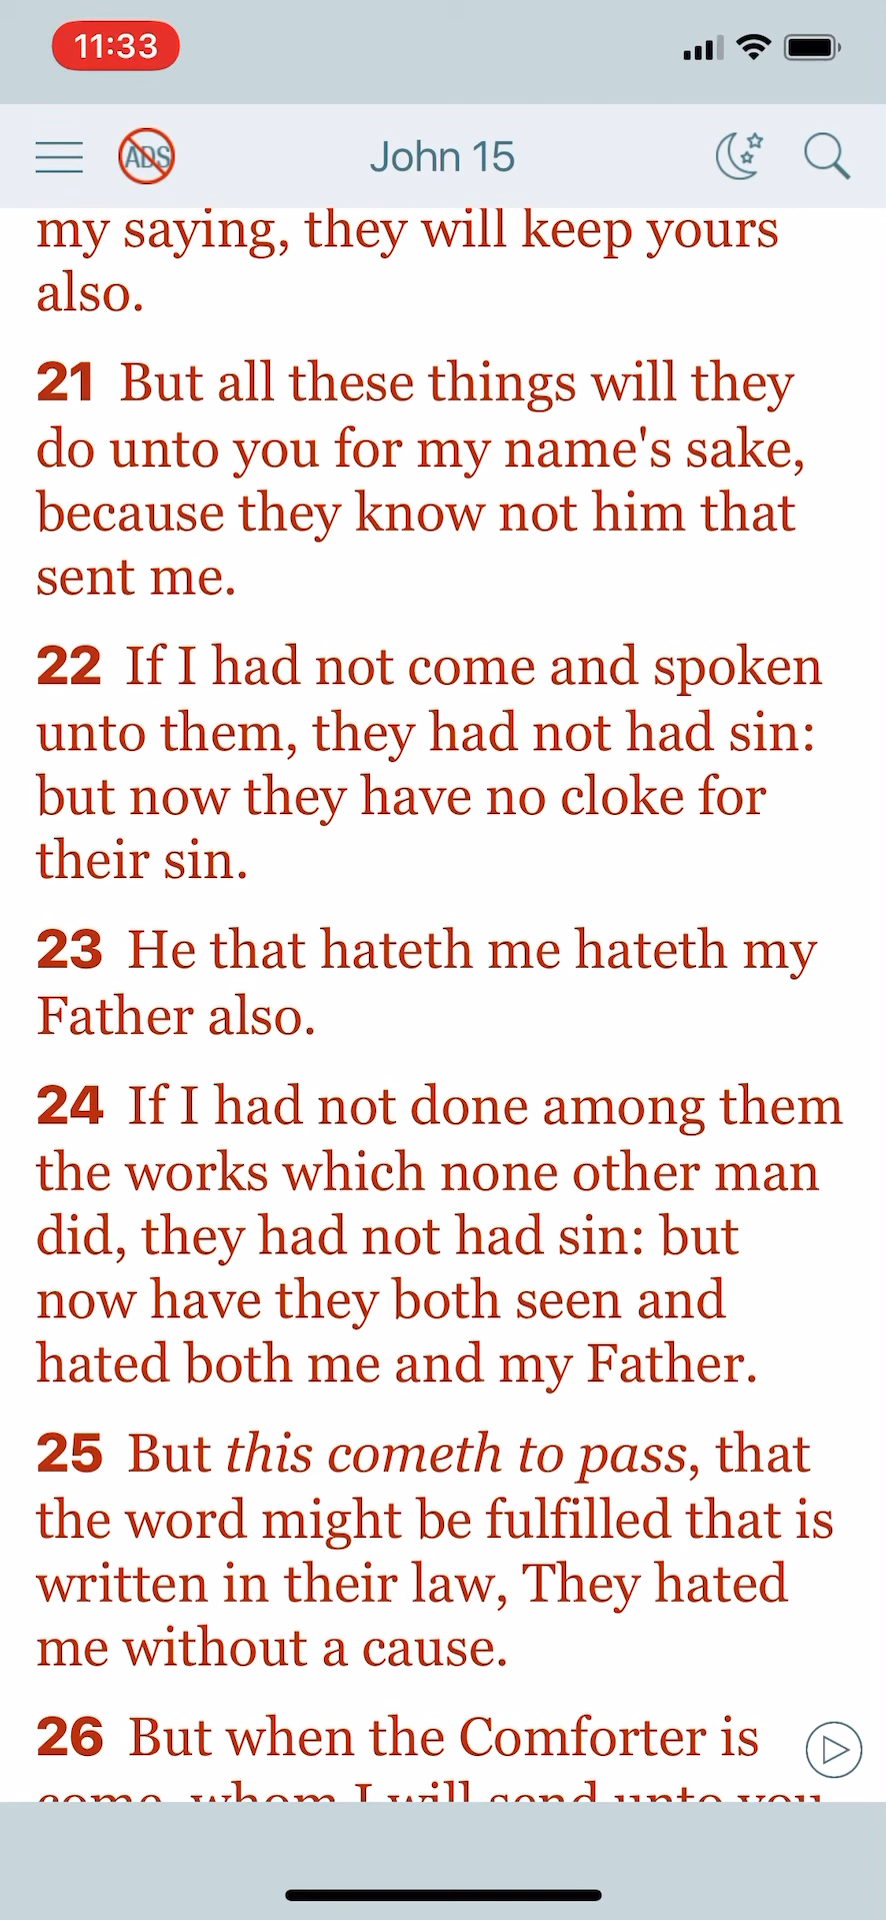 11:33
ADS
John 15
my saying, they will keep yours
also.
21 But all these things will they
do unto you for my name's sake,
because they know not him that
sent me.
22 If I had not come and spoken
unto them, they had not had sin:
but now they have no cloke for
their sin.
23 He that hateth me hateth my
Father also.
24 If I had not done among them
the works which none other man
did, they had not had sin: but
now have they both seen and
hated both me and my Father.
25 But this cometh to pass, that
the word might be fulfilled that is
written in their law, They hated
me without a cause.
26 But when the Comforter is
come, whom I will send unto you